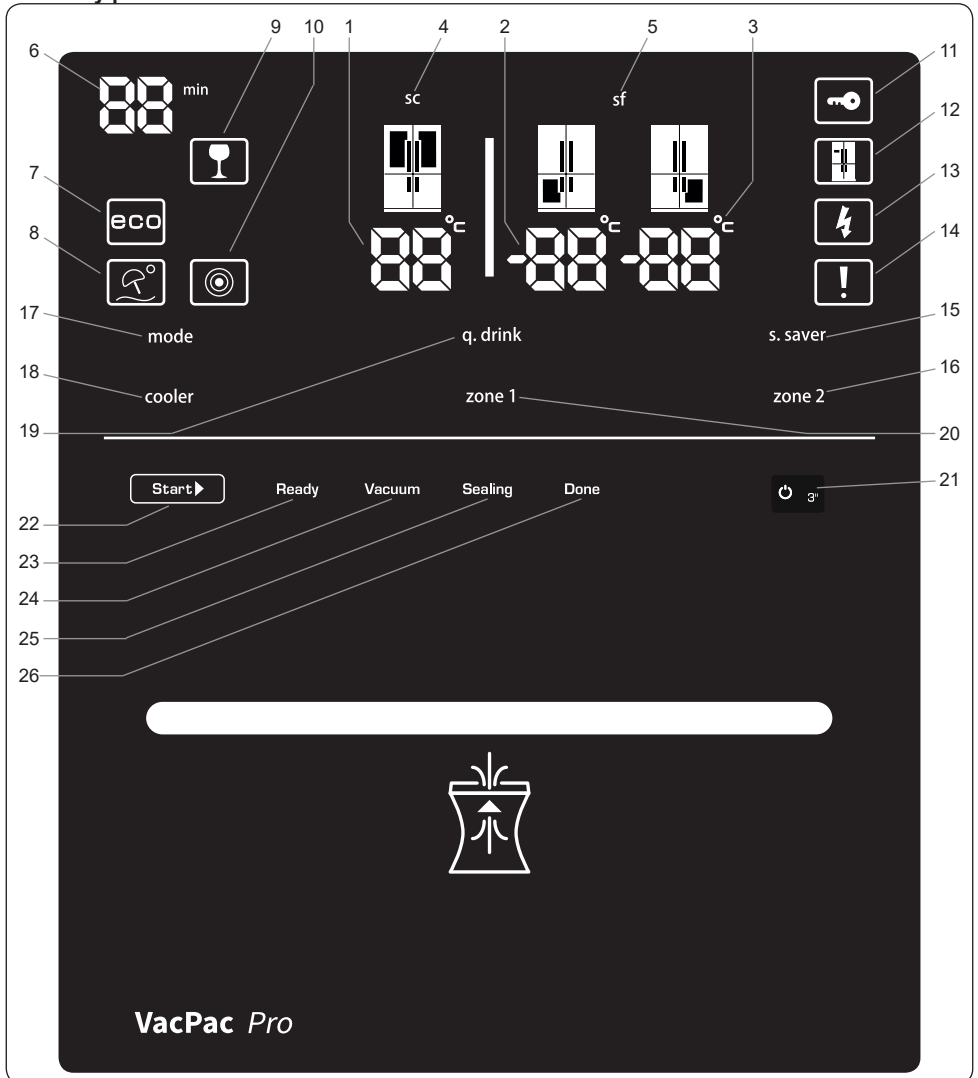 9 10 1 4 2 5 3
6 11
88 min sc sf
12
7 13
eco
°C °C °C
8 88 -88 -88 14
!
17 15
mode q. drink s. saver
18 16
cooler zone 1 zone 2
19 20
Start Ready Vacuum Sealing Done 3" 21
22
23
24
25
26
VacPac Pro